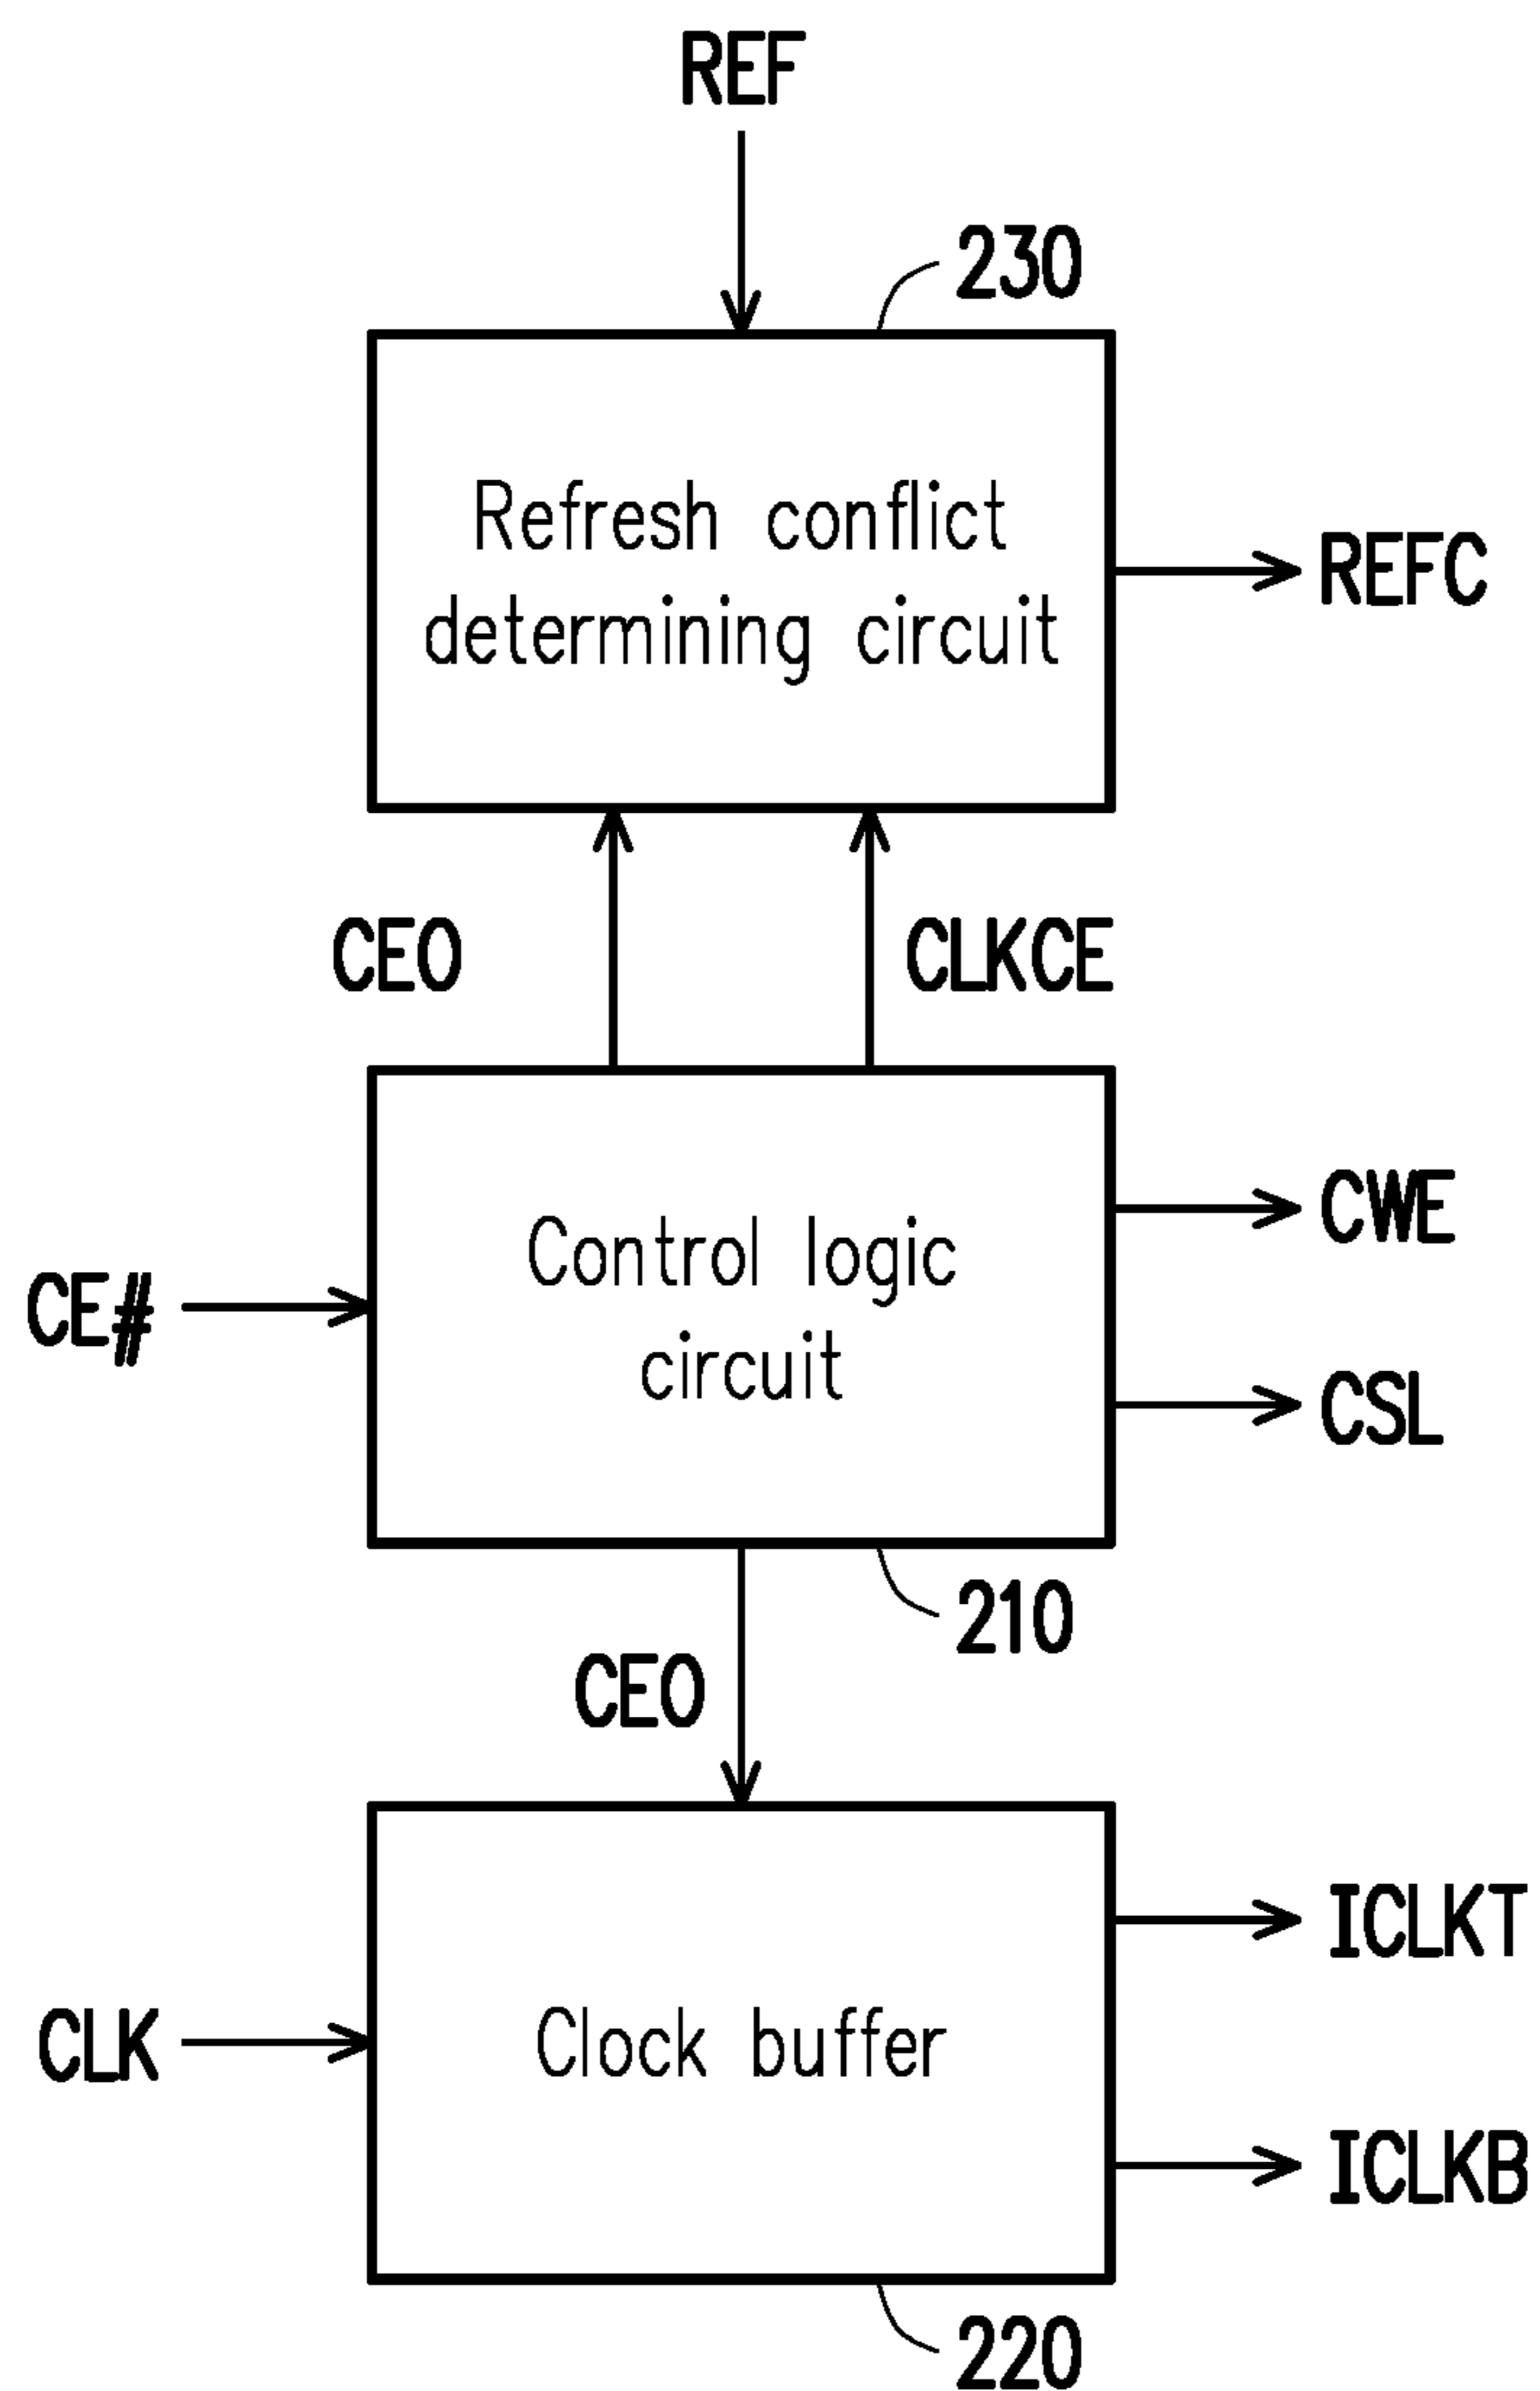 REF
230
Refresh conflict
determining circuit
REFC
CEO
CLKCE
CWE
Control logic
CE#
circuit
CSL
210
CEO
ICLKT
CLK
Clock buffer
ICLKB
220